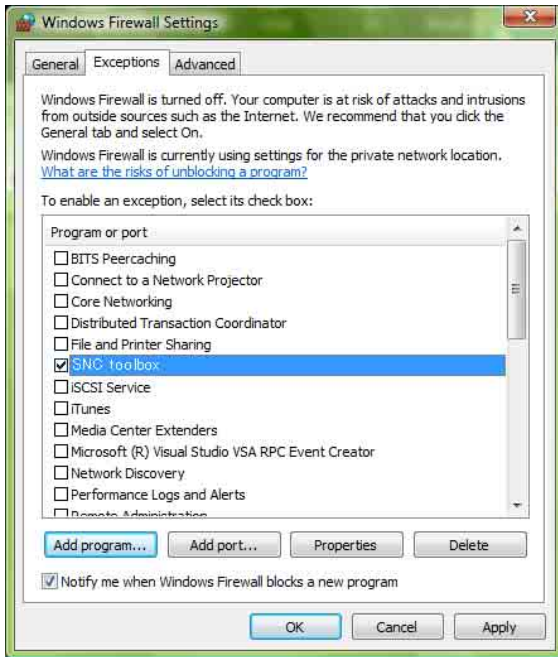 Windows Firewall Settings
General Exceptions Advanced
Windows Firewall is turned off. Your computer is at risk of attacks and intrusions
from outside sources such as the Internet. We recommend that you click the
General tab and select On.
Windows Firewall is currently using settings for the private network location.
What are the risks of unblocking a program?
To enable an exception, select its check box:
Program or port
BITS Peercaching
Connect to a Network Projector
Core Networking
Distributed Transaction Coordinator
File and Printer Sharing
SNC toolbox
iSCSI Service
iTunes
Media Center Extenders
Microsoft (R) Visual Studio VSA RPC Event Creator
Network Discovery
Performance Logs and Alerts
Remote Administration
Add program... Add port... Properties Delete
Notify me when Windows Firewall blocks a new program
OK Cancel Apply